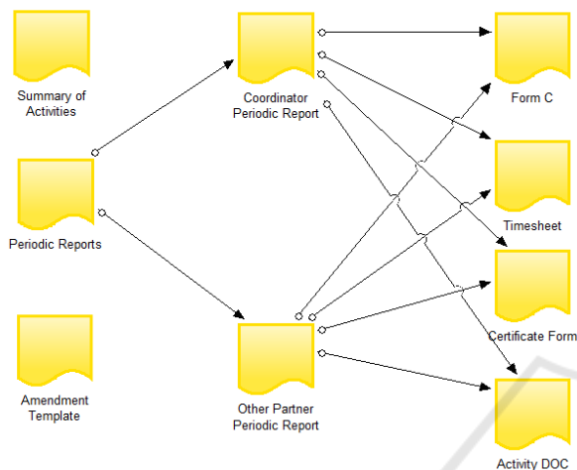 Summary of
Activities
Coordinator
Periodic Report
Form C
Timesheet
Periodic Reports
Certificate Form
Amendment
Template
Other Partner
Periodic Report
Activity DOC